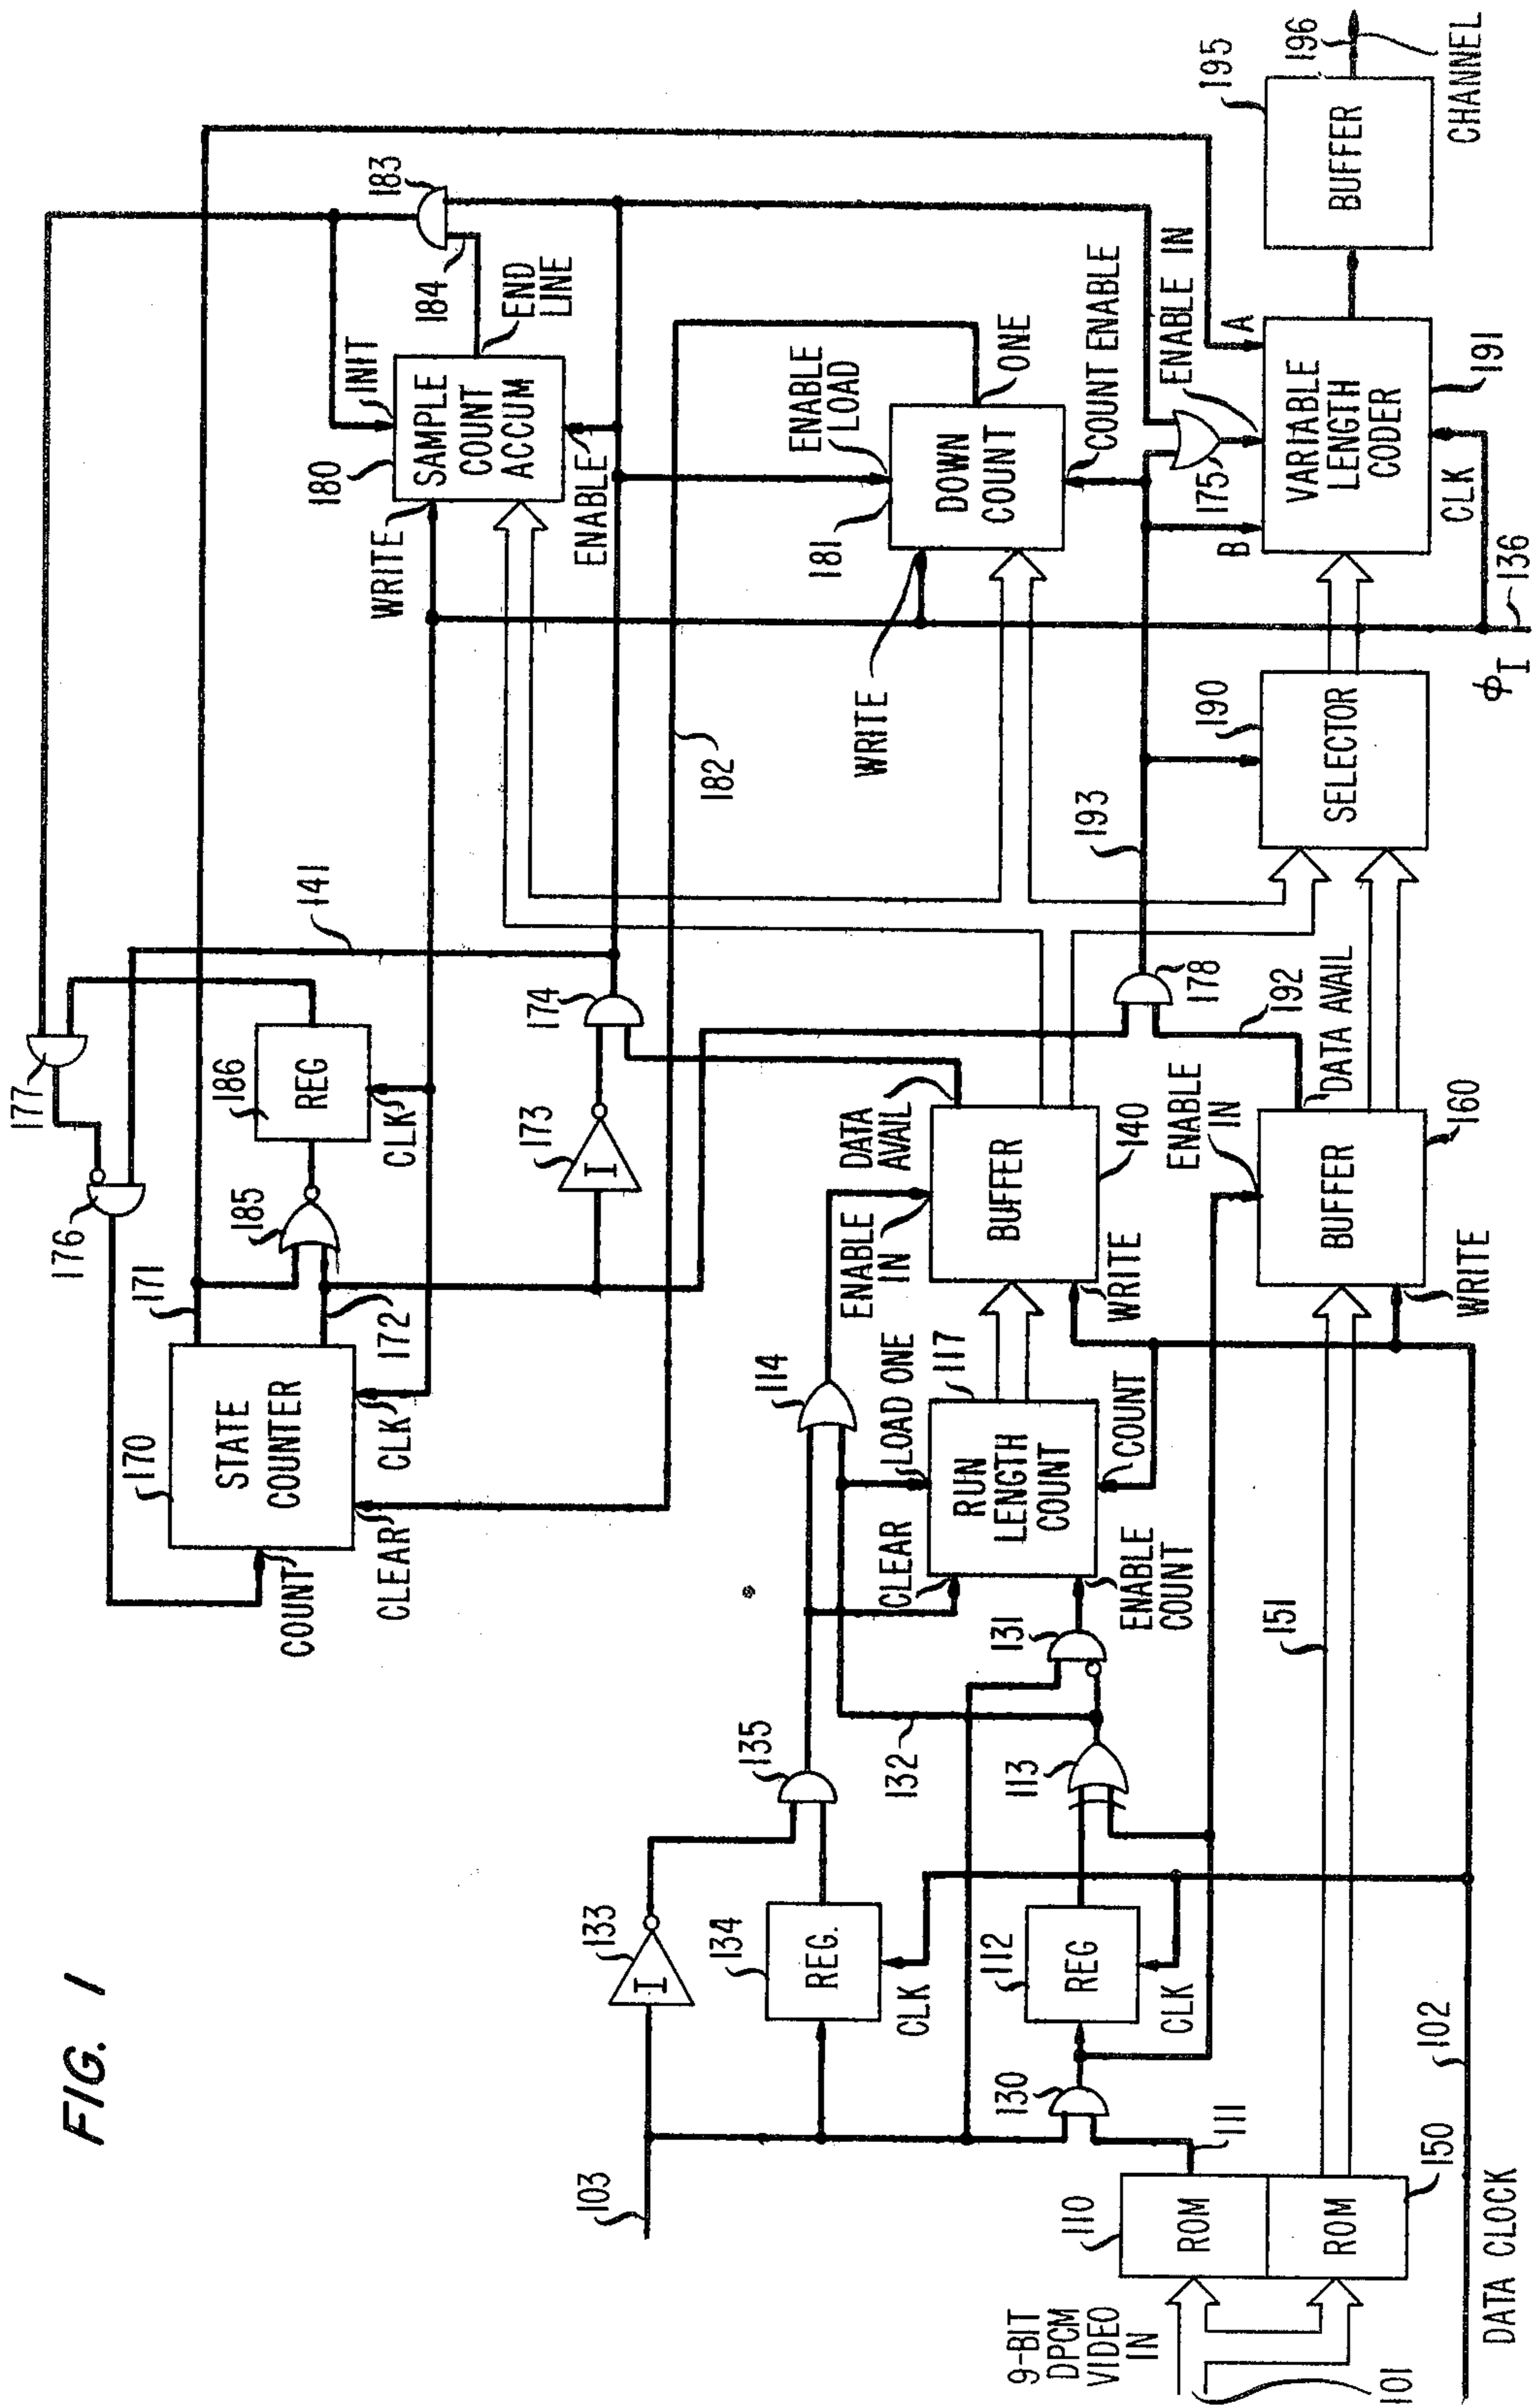 FIG. 1
9-BIT
DPCM
VIDEO
IN
101
110
ROM
ROM
150
DATA CLOCK
102
103
111
130
133
I
134
REG.
CLK
112
REG
CLK
135
132
113
131
151
114
CLEAR
LOAD ONE
117
RUN
LENGTH
COUNT
ENABLE
COUNT
COUNT
ENABLE
IN
DATA
AVAIL
BUFFER
140
WRITE
ENABLE
IN
BUFFER
160
WRITE
DATA AVAIL
192
170
STATE
COUNTER
COUNT
CLEAR
CLK
171
172
176
177
185
186
REG
CLK
141
173
I
174
178
193
182
190
SELECTOR
WRITE
180
SAMPLE
COUNT
ACCUM
INIT
ENABLE
END
LINE
184
183
WRITE
181
DOWN
COUNT
ENABLE
LOAD
ONE
COUNT ENABLE
175
ENABLE IN
A
B
VARIABLE
LENGTH
CODER
191
CLK
ΦI
136
BUFFER
195
196
CHANNEL